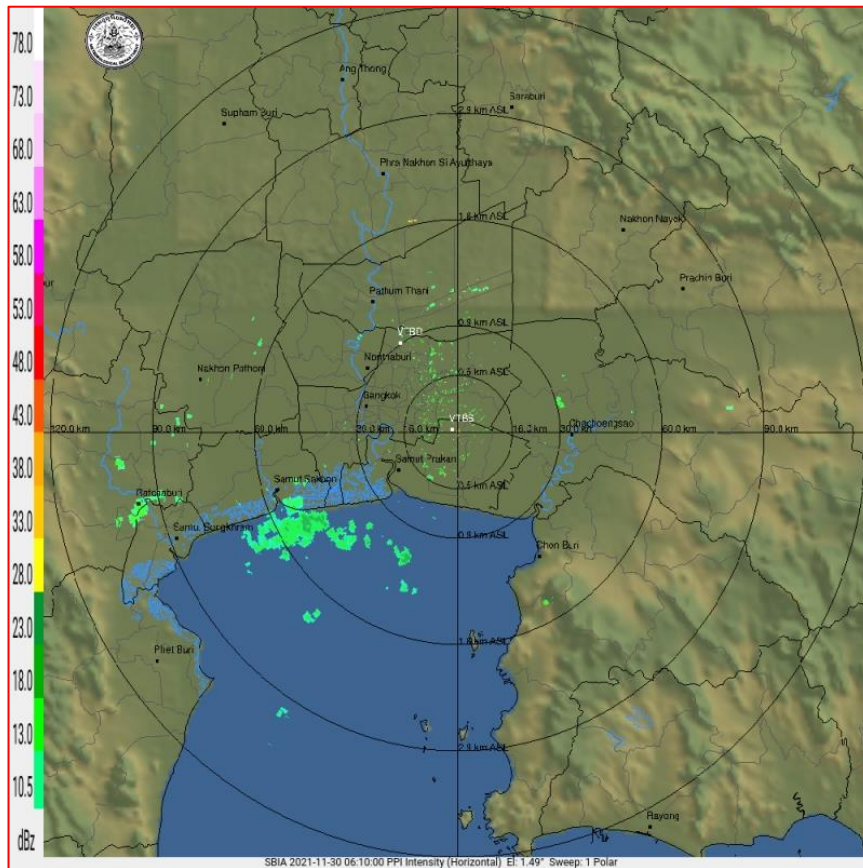 78.0
73.0
68.0
63.0
58.0
53.0
48.0
43.0
38.0
33.0
28.0
23.0
18.0
13.0
10.5
dBz
Ang Thong
Saraburi
2.9 km ASL
Supham Buri
Phra Nakhon Si Ayutthaya
1.8 km ASL
Nakhon Nayok
Prachin Buri
Pathum Thani
0.9 km ASL
VTBD
Nonthaburi
Nakhon Pathom
0.5 km ASL
Bangkok
VTBS
120.0 km
90.0 km
60.0 km
30.0 km
16.2 km
30.0 km
60.0 km
90.0 km
Chachoengsao
Samut Prakan
0.5 km ASL
Samut Sakhon
Ratchaburi
Samut Songkhram
0.9 km ASL
Chon Buri
1.8 km ASL
Phet Buri
2.9 km ASL
Rayong
SBIA 2021-11-30 06:10:00 PPI Intensity (Horizontal) El: 1.49° Sweep: 1 Polar